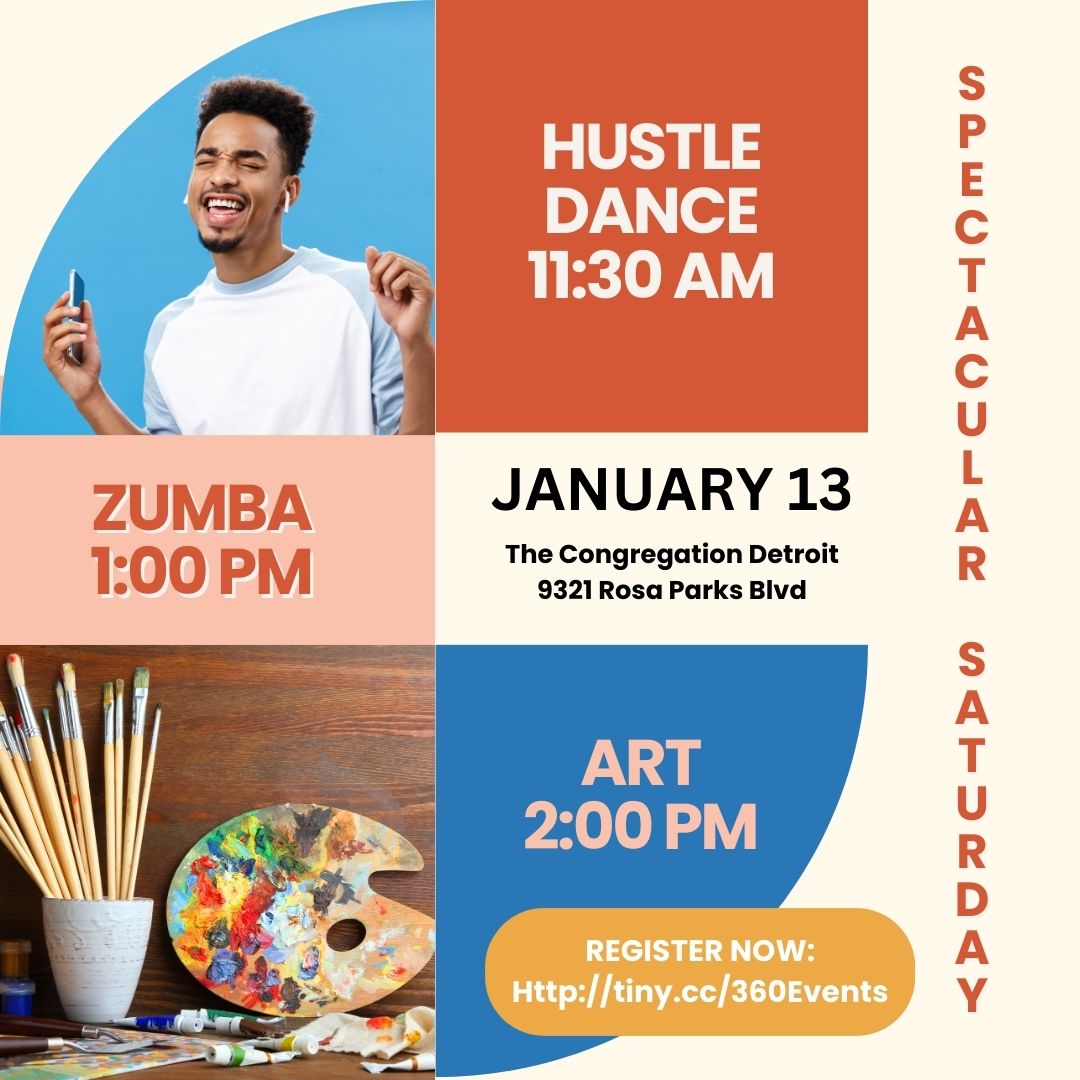 HUSTLE
DANCE
11:30 AM
ZUMBA
1:00 PM
JANUARY 13
The Congregation Detroit
9321 Rosa Parks Blvd
ART
2:00 PM
REGISTER NOW:
Http://tiny.cc/360Events
SPECTACULAR SATURDAY